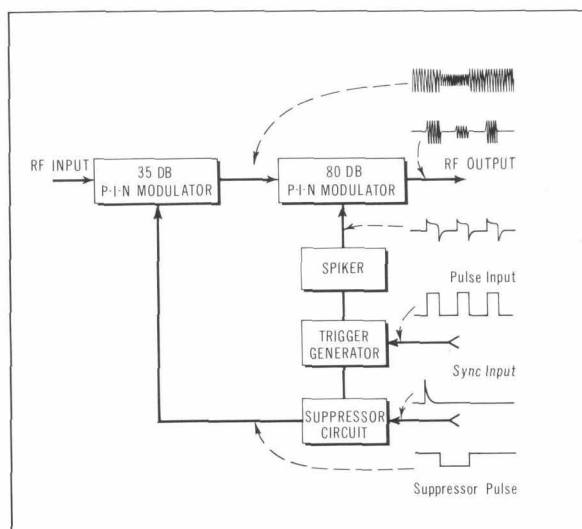 RF INPUT
35 DB
P-I-N MODULATOR
80 DB
P-I-N MODULATOR
RF OUTPUT
SPIKER
Pulse Input
TRIGGER
GENERATOR
Sync Input
SUPPRESSOR
CIRCUIT
Suppressor Pulse